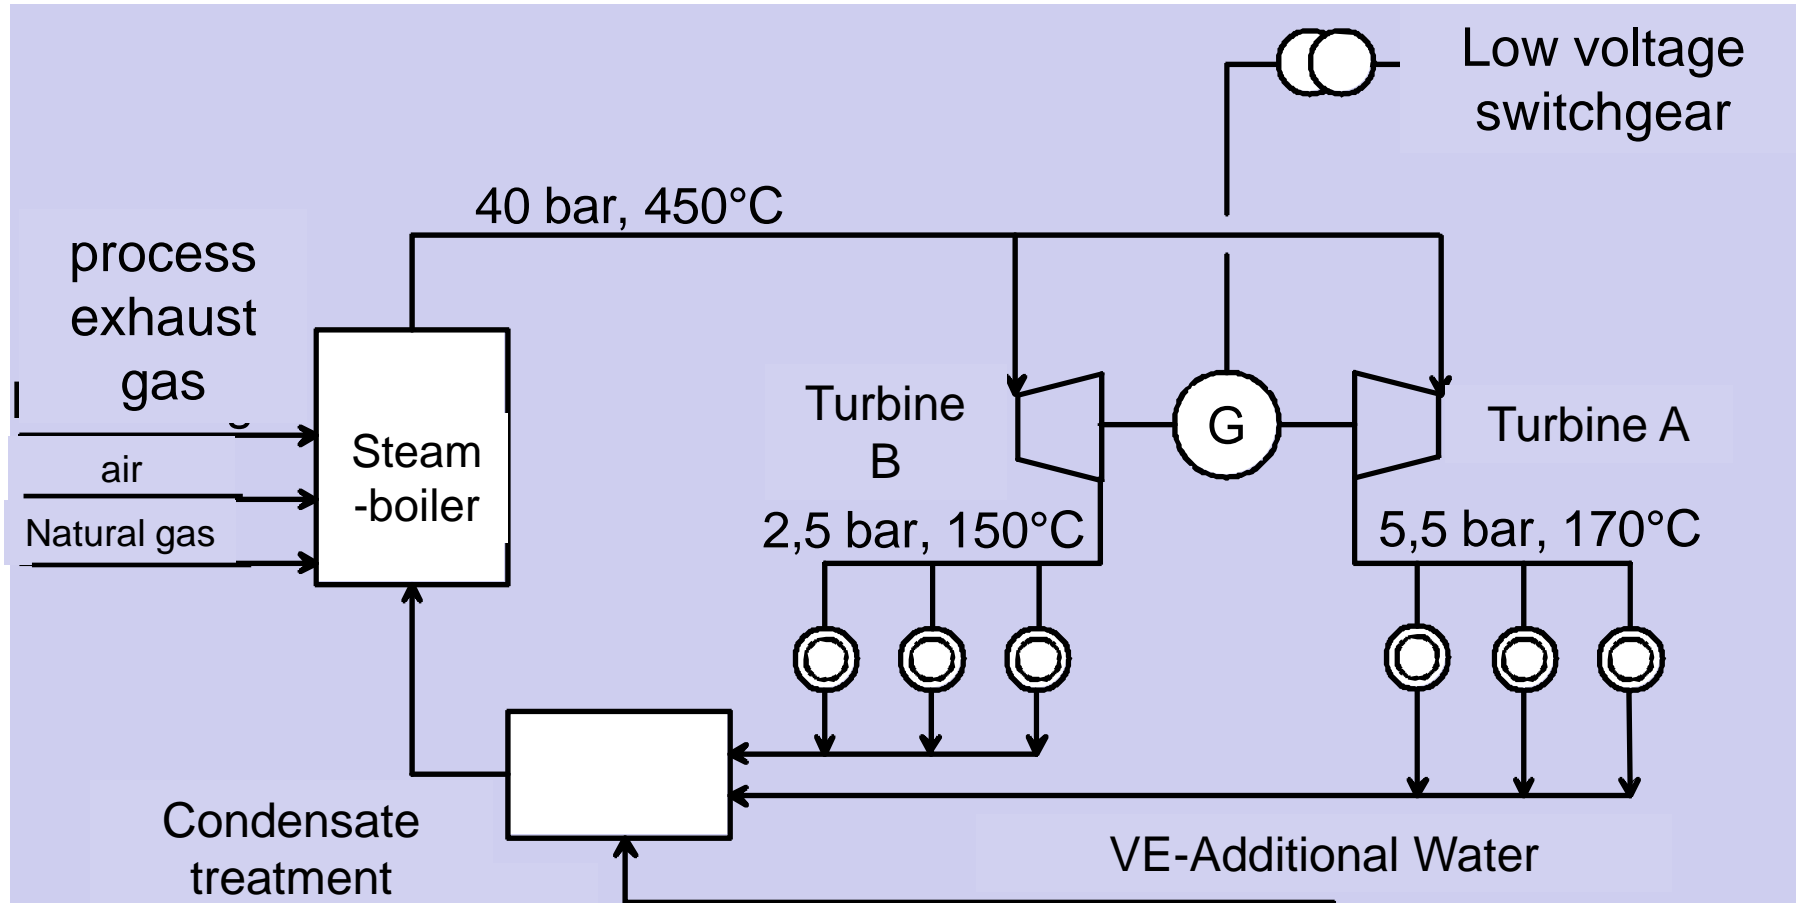 Low voltage
switchgear
40 bar, 450°C
process
exhaust
gas
air
Natural gas
Steam
-boiler
Turbine
B
G
Turbine A
2,5 bar, 150°C
5,5 bar, 170°C
Condensate
treatment
VE-Additional Water